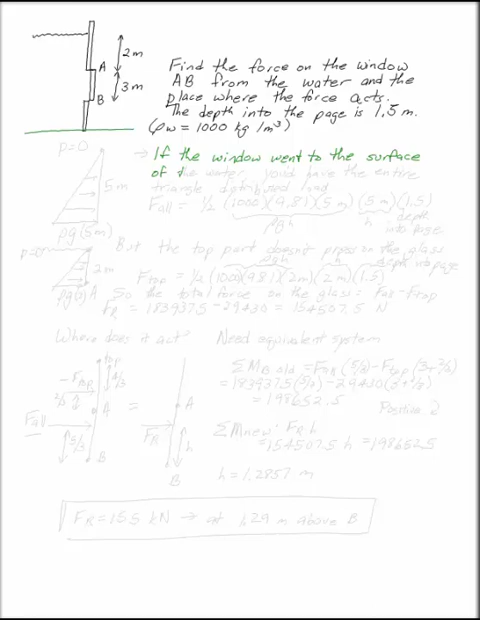 2m
A
3m
B
Find the force on the window
AB from the water and the
place where the force acts.
The depth into the page is 1.5 m.
(ρw = 1000 kg/m³)
P=0
5m
ρg(5m)
→ If the window went to the surface
of the water, you'd have the entire
triangle distributed load
Fall = ½ (1000)(9.81)(5m)(5m)(1.5)
ρgh
h
depth
into page
P=0
2m
ρg(2) A
But the top part doesn't press on the glass
ρgh
h
depth into page
Ftop = ½(1000)(9.81)(2m)(2m)(1.5)
So the total force on the glass = Fall - Ftop
FR = 183937.5 - 29430 = 154507.5 N
Where does it act?
Need equivalent system
top
-Ftop
A
Fall
5/3
B
=
A
FR
h
B
ΣMB old = Fall(5/3) - Ftop(3+2/3)
= 183937.5(5/3) - 29430(3+2/3)
= 198652.5
Positive
ΣMnew = FR h
= 154507.5 h = 198652.5
h = 1.2857 m
FR = 155 kN → at 1.29 m above B